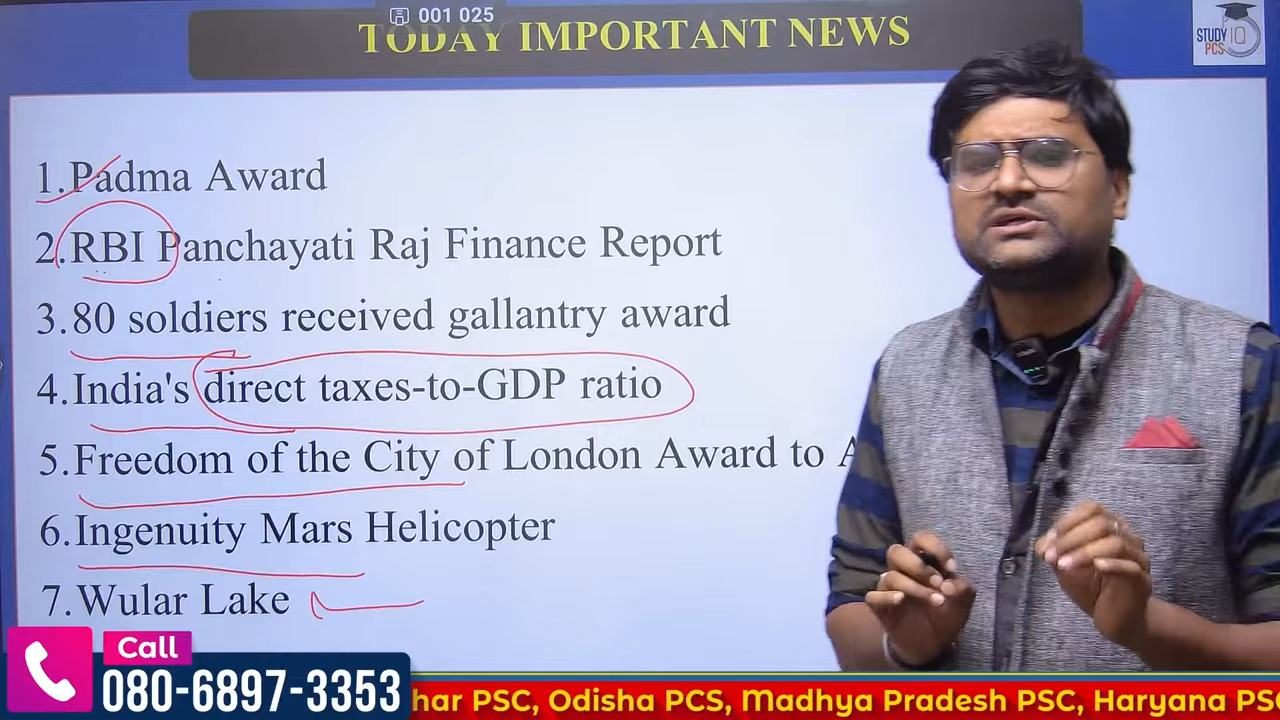 001 025
TODAY IMPORTANT NEWS
STUDY IQ
PCS
1.Padma Award
2.RBI Panchayati Raj Finance Report
3.80 soldiers received gallantry award
4.India's direct taxes-to-GDP ratio
5.Freedom of the City of London Award to A
6.Ingenuity Mars Helicopter
7.Wular Lake
Call
080-6897-3353
har PSC, Odisha PCS, Madhya Pradesh PSC, Haryana PS